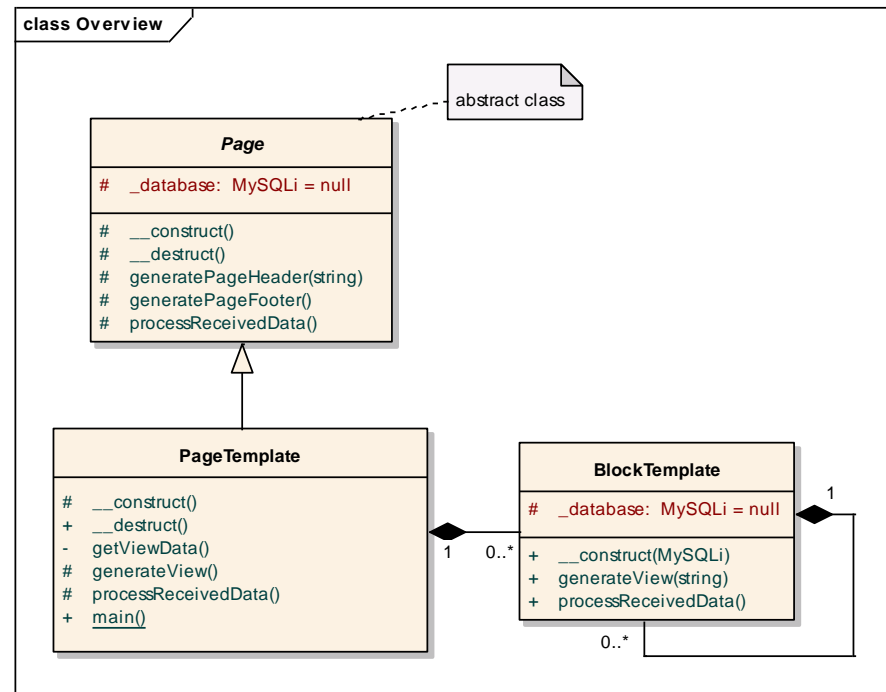 class Overview
abstract class
Page
# _database: MySQLi = null
# __construct()
# __destruct()
# generatePageHeader(string)
# generatePageFooter()
# processReceivedData()
PageTemplate
# __construct()
+ __destruct()
- getViewData()
# generateView()
# processReceivedData()
+ main()
1
0..*
BlockTemplate
# _database: MySQLi = null
+ __construct(MySQLi)
+ generateView(string)
+ processReceivedData()
1
0..*